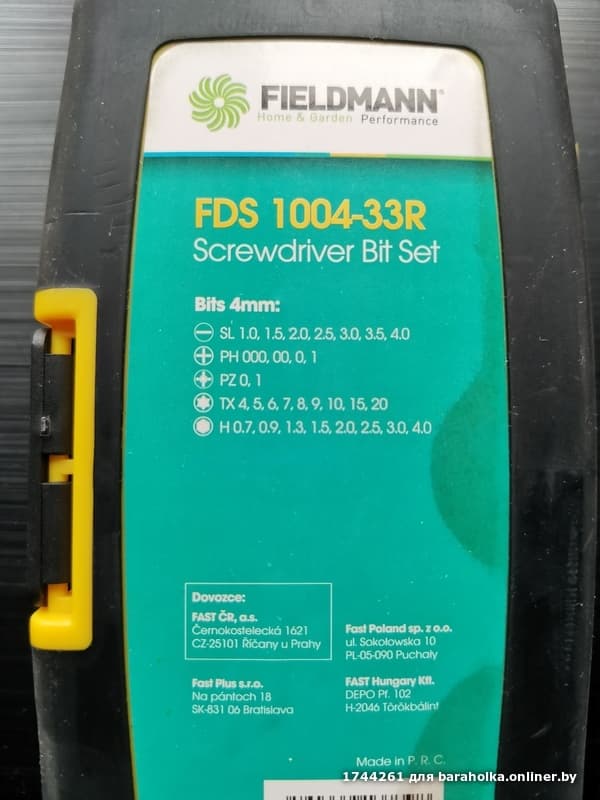 FIELDMANN®
Home & Garden Performance
FDS 1004-33R
Screwdriver Bit Set
Bits 4mm:
SL 1.0, 1.5, 2.0, 2.5, 3.0, 3.5, 4.0
PH 000, 00, 0, 1
PZ 0, 1
TX 4, 5, 6, 7, 8, 9, 10, 15, 20
H 0.7, 0.9, 1.3, 1.5, 2.0, 2.5, 3.0, 4.0
Dovozce:
FAST ČR, a.s.
Černokostelecká 1621
CZ-25101 Říčany u Prahy
Fast Poland sp. z o.o.
ul. Sokołowska 10
PL-05-090 Puchały
Fast Plus s.r.o.
Na pántoch 18
SK-831 06 Bratislava
FAST Hungary Kft.
DEPO Pf. 102
H-2046 Törökbálint
Made in P. R. C.
1744261 для baraholka.onliner.by